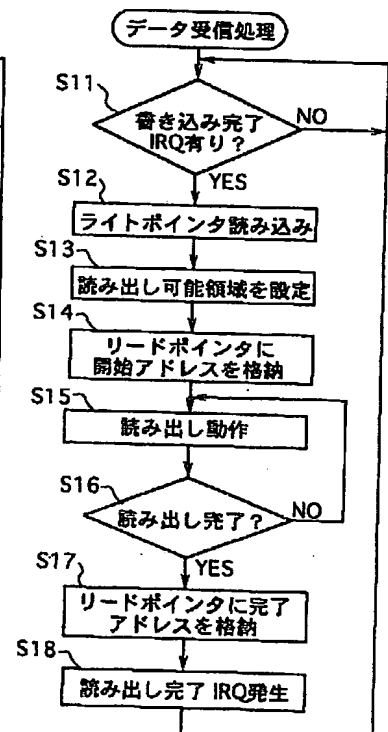 データ受信処理
S11
書き込み完了
IRQ有り?
NO
YES
S12
ライトポインタ読み込み
S13
読み出し可能領域を設定
S14
リードポインタに
開始アドレスを格納
S15
読み出し動作
S16
読み出し完了?
NO
YES
S17
リードポインタに完了
アドレスを格納
S18
読み出し完了 IRQ発生